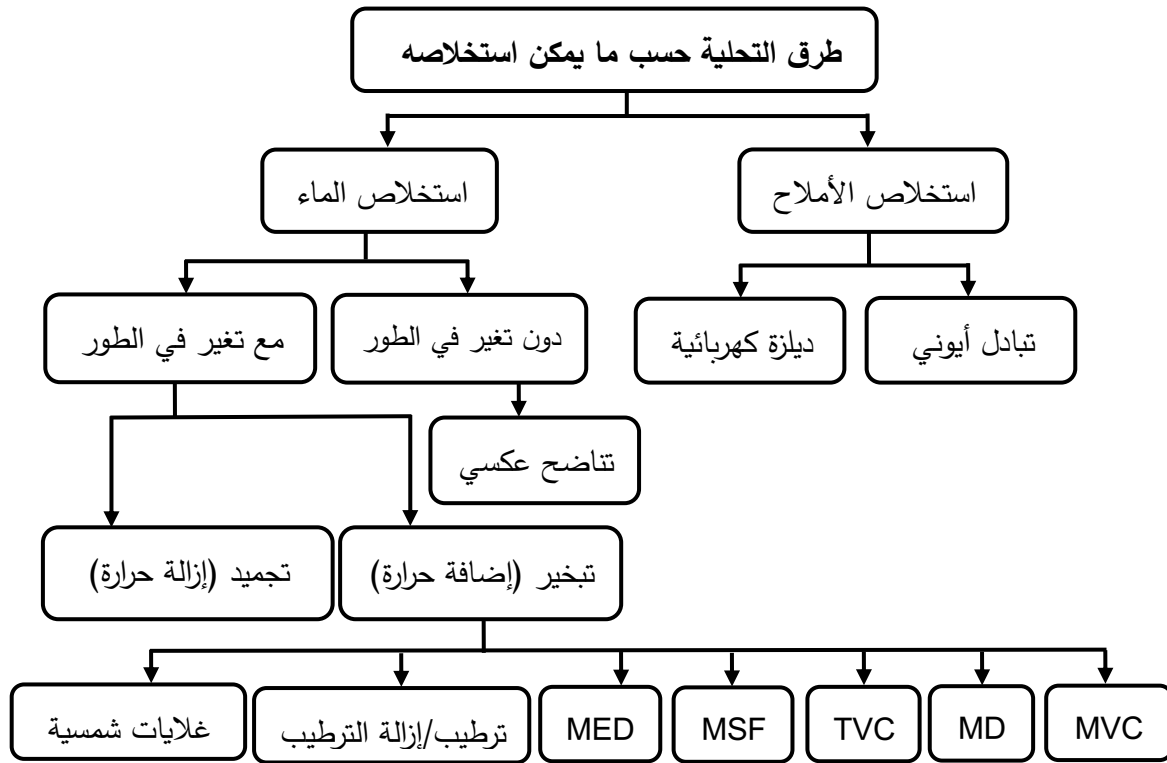 طرق التحلية حسب ما يمكن استخلاصه
استخلاص الأملاح
استخلاص الماء
تبادل أيوني
ديلزة كهربائية
دون تغير في الطور
مع تغير في الطور
تناضح عكسي
تبخير (إضافة حرارة)
تجميد (إزالة حرارة)
MVC
MD
TVC
MSF
MED
ترطيب/إزالة الترطيب
غلايات شمسية